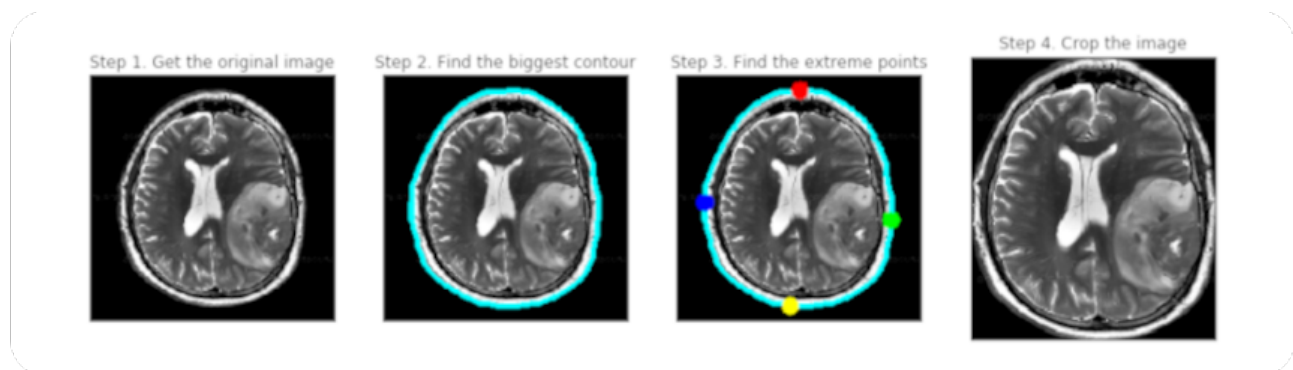 Step 1. Get the original image
Step 2. Find the biggest contour
Step 3. Find the extreme points
Step 4. Crop the image